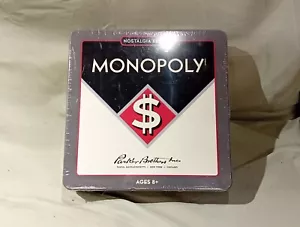 NOSTALGIA
MONOPOLY
$
Parker Brothers Inc.
AGES 8+